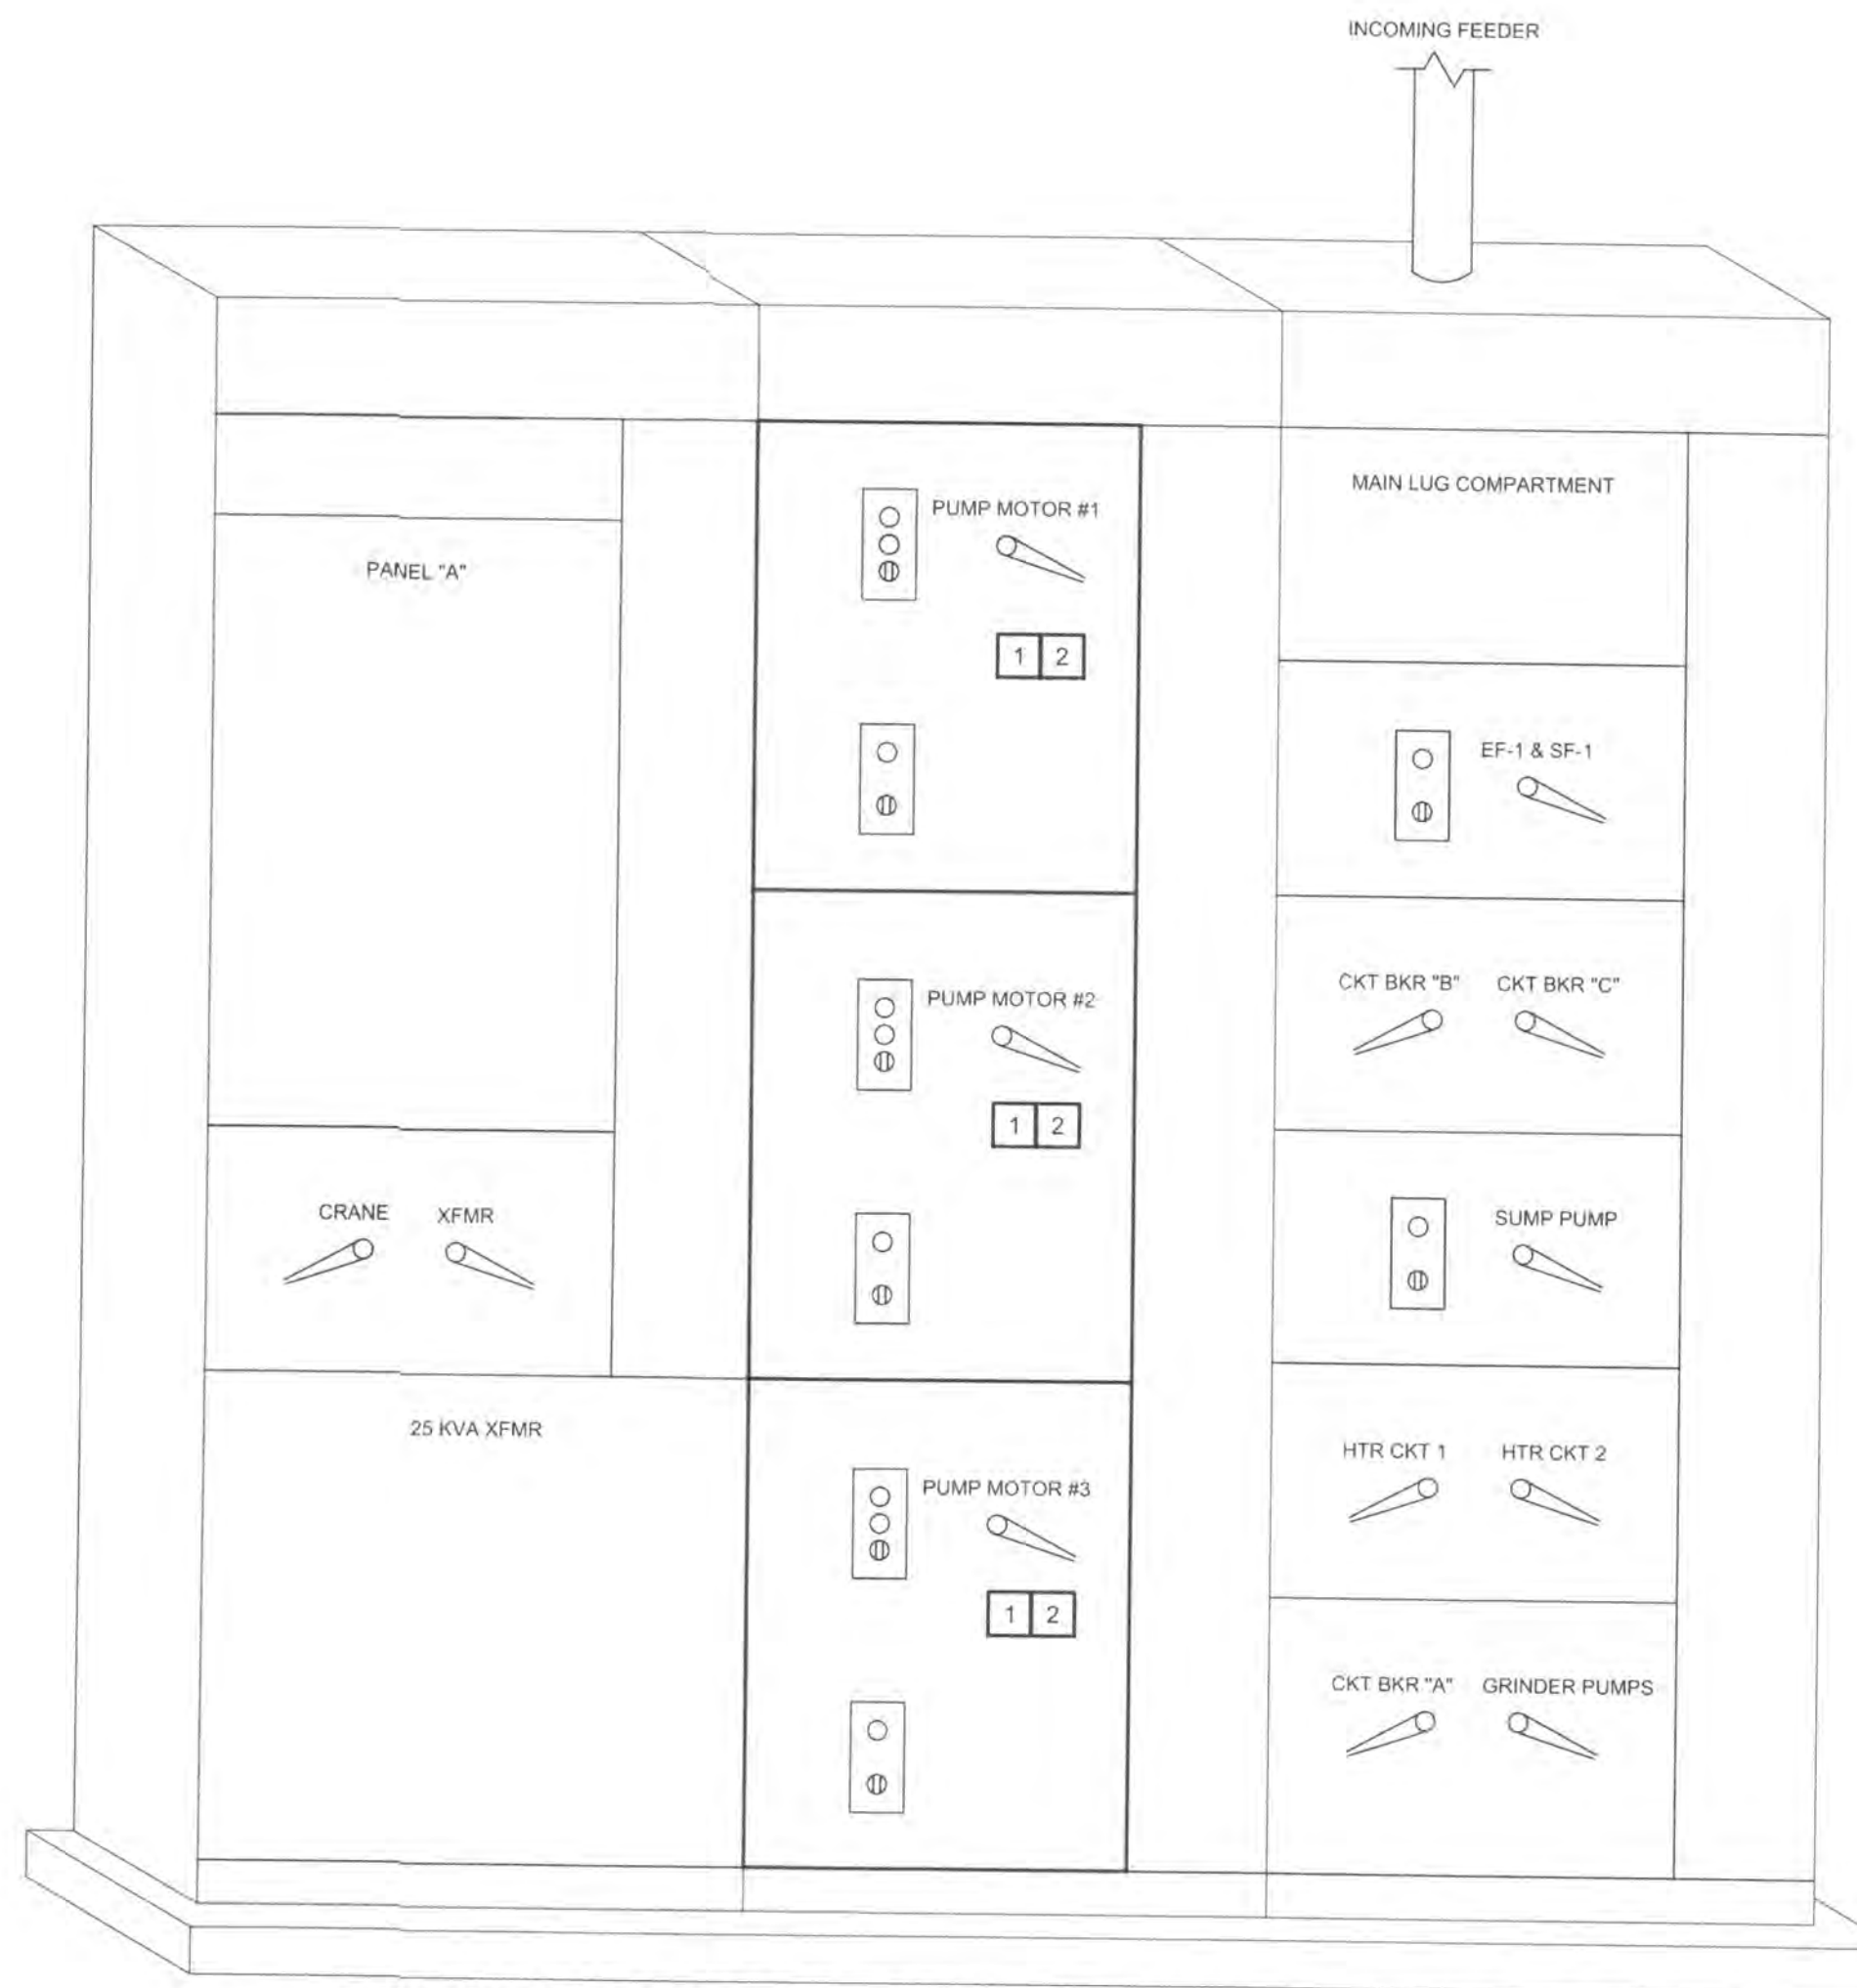 INCOMING FEEDER
PANEL "A"
CRANE XFMR
25 KVA XFMR
PUMP MOTOR #1
1 2
PUMP MOTOR #2
1 2
PUMP MOTOR #3
1 2
MAIN LUG COMPARTMENT
EF-1 & SF-1
CKT BKR "B" CKT BKR "C"
SUMP PUMP
HTR CKT 1 HTR CKT 2
CKT BKR "A" GRINDER PUMPS